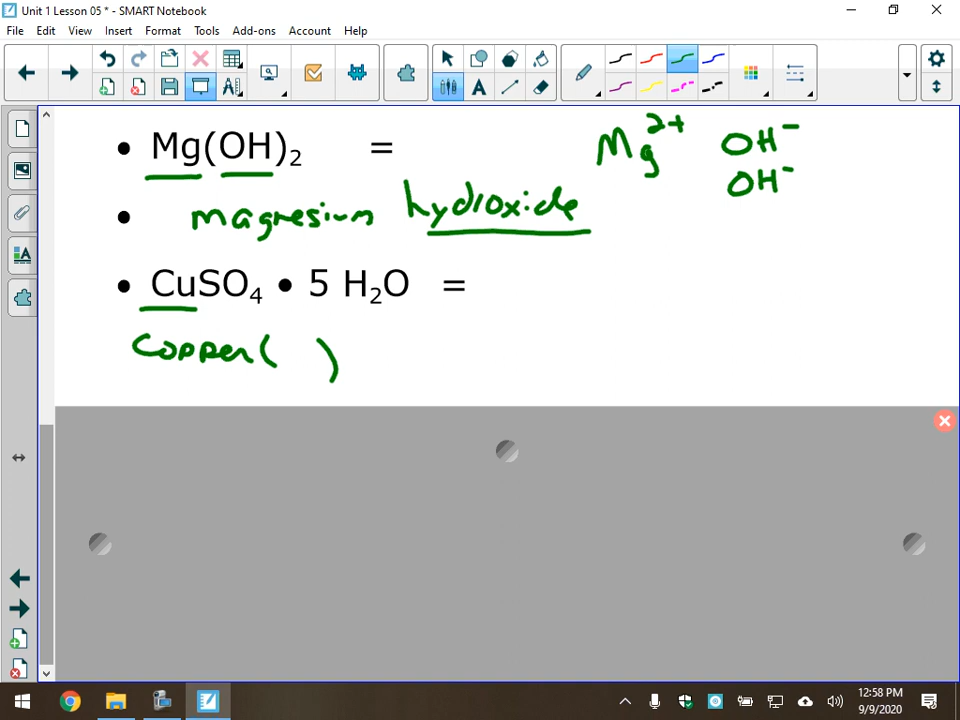 Unit 1 Lesson 05 * - SMART Notebook
File Edit View Insert Format Tools Add-ons Account Help
• Mg(OH)₂ = Mg²⁺ OH⁻
OH⁻
• magnesium hydroxide
• CuSO₄ • 5 H₂O =
Copper( )
12:58 PM
9/9/2020